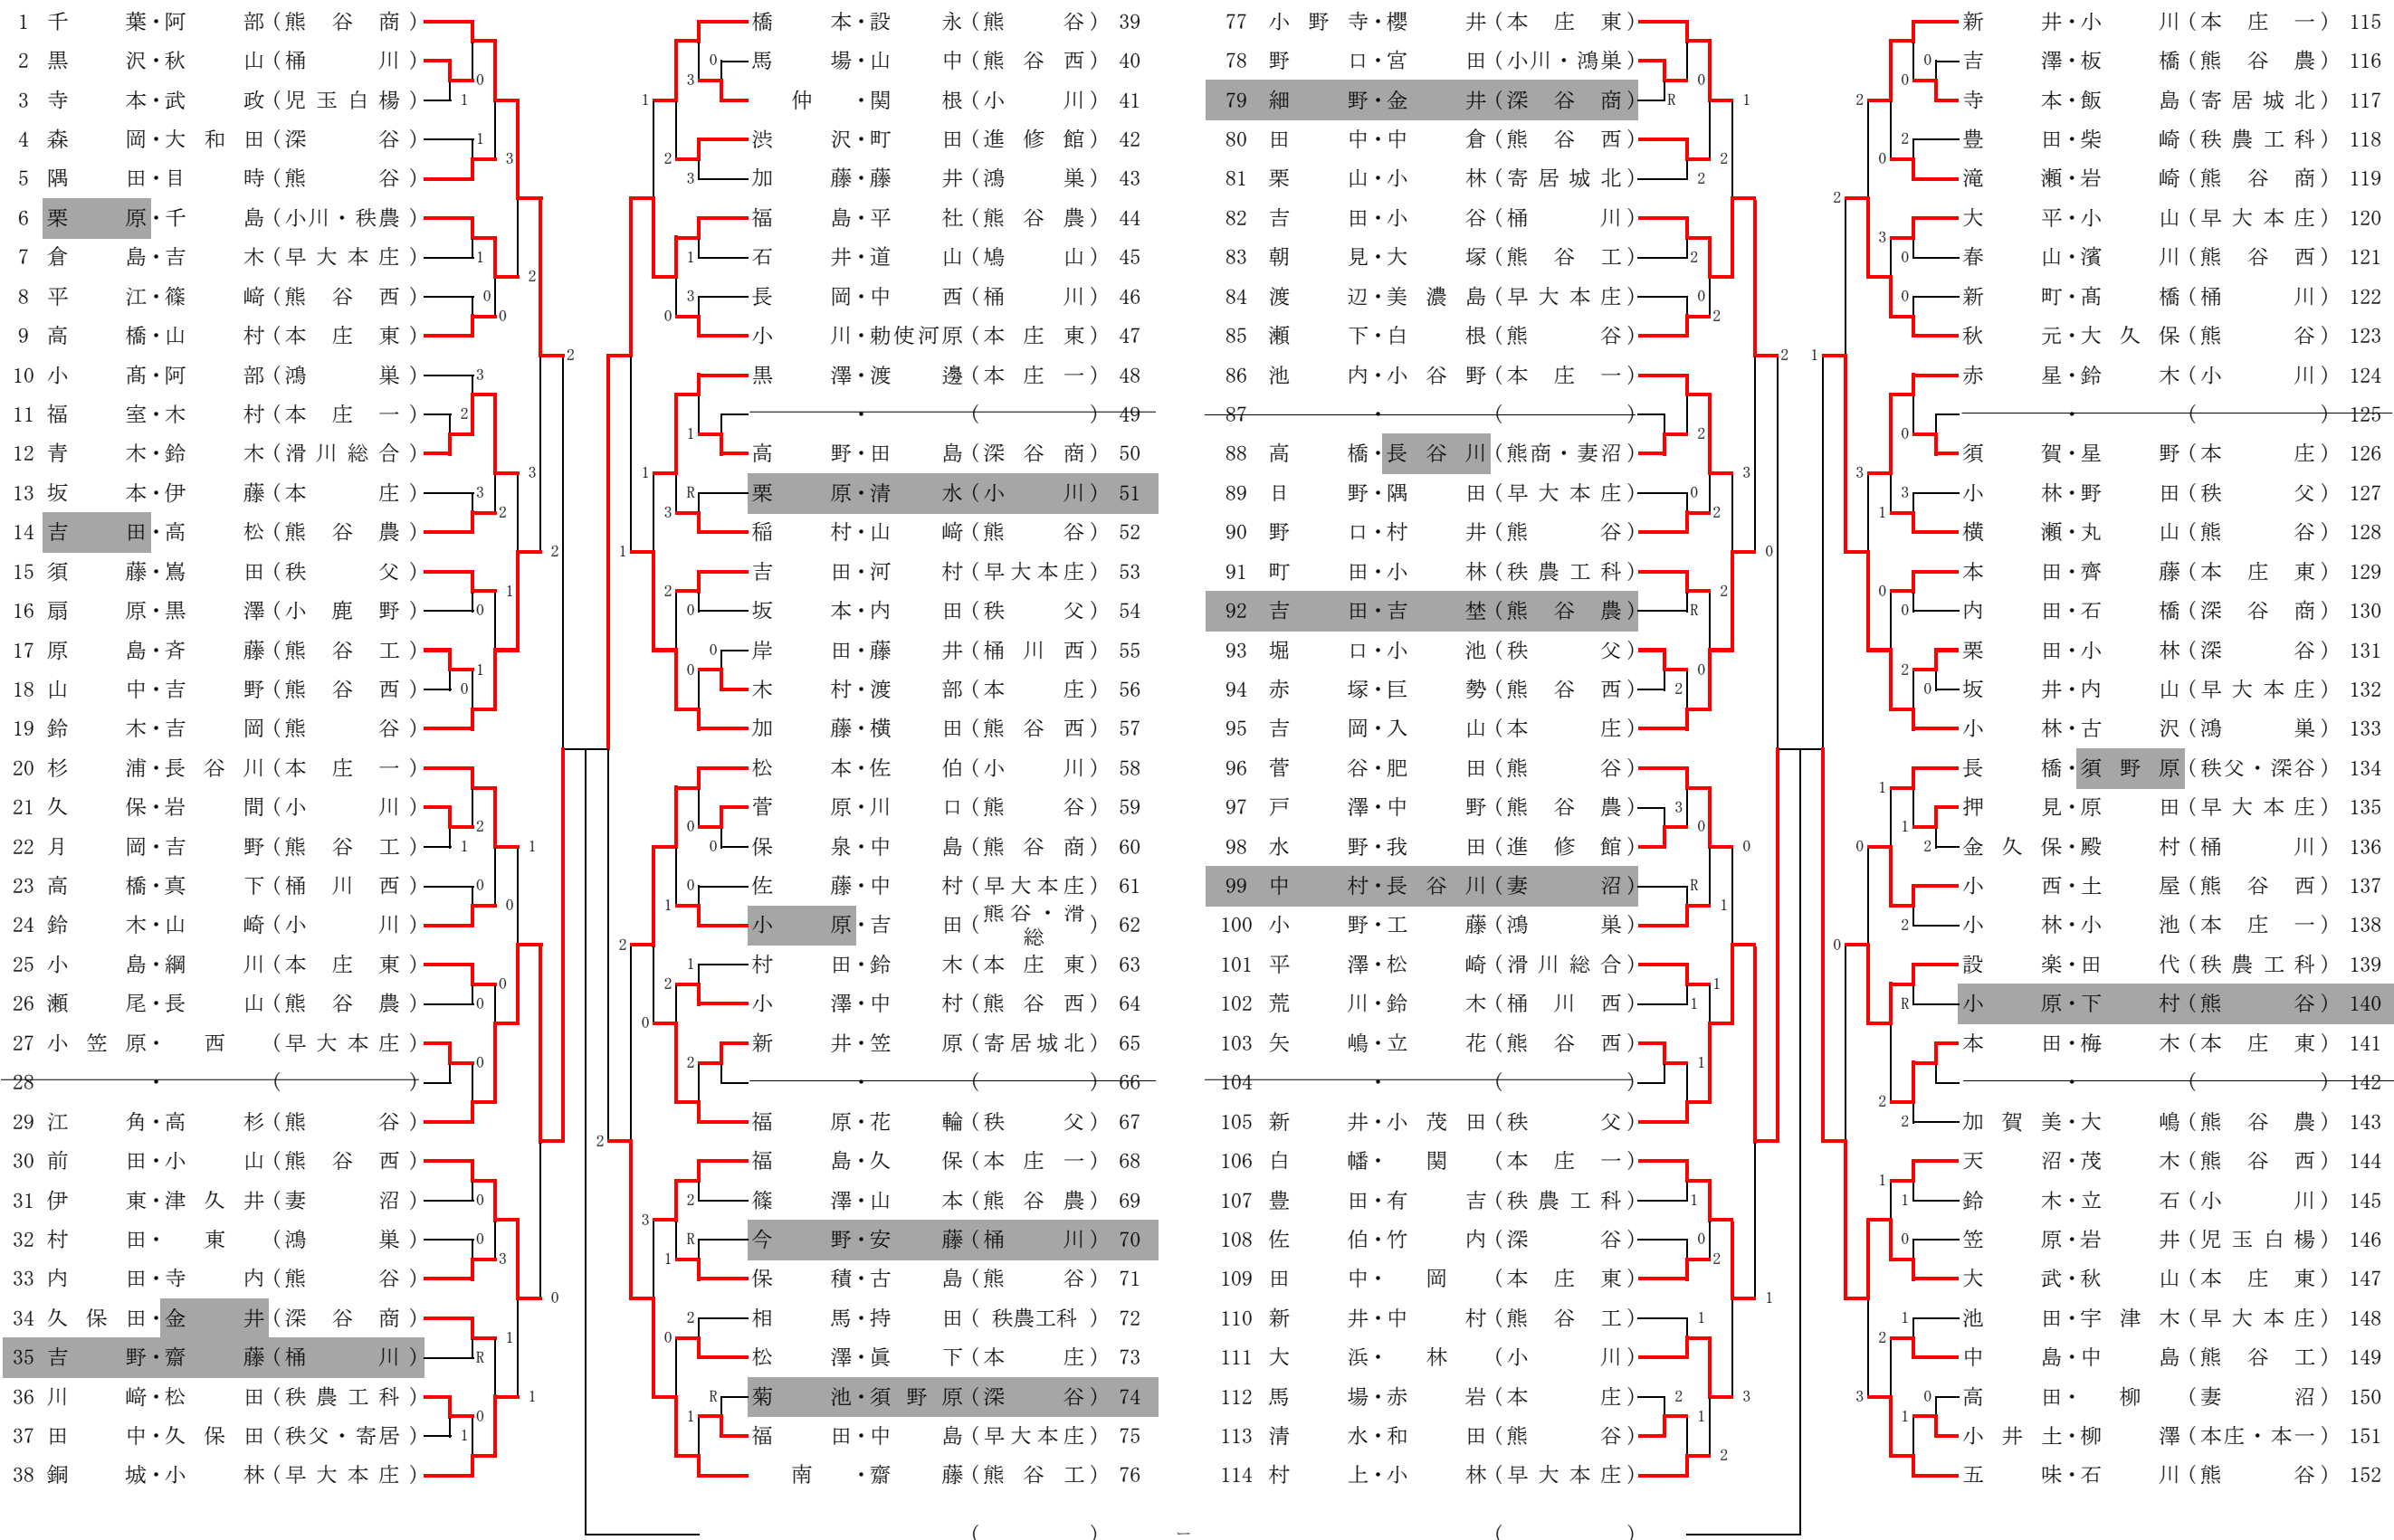 1 千葉・阿部(熊谷商)
2 黒沢・秋山(桶川)
3 寺本・武政(児玉白楊)
4 森岡・大和田(深谷)
5 隅田・目時(熊谷)
6 栗原・千島(小川・秩農)
7 倉島・吉木(早大本庄)
8 平江・篠﨑(熊谷西)
9 高橋・山村(本庄東)
10 小髙・阿部(鴻巣)
11 福室・木村(本庄一)
12 青木・鈴木(滑川総合)
13 坂本・伊藤(本庄)
14 吉田・高松(熊谷農)
15 須藤・嶌田(秩父)
16 扇原・黒澤(小鹿野)
17 原島・斉藤(熊谷工)
18 山中・吉野(熊谷西)
19 鈴木・吉岡(熊谷)
20 杉浦・長谷川(本庄一)
21 久保・岩間(小川)
22 月岡・吉野(熊谷工)
23 高橋・真下(桶川西)
24 鈴木・山崎(小川)
25 小島・綱川(本庄東)
26 瀬尾・長山(熊谷農)
27 小笠原・西(早大本庄)
28 ・( )
29 江角・高杉(熊谷)
30 前田・小山(熊谷西)
31 伊東・津久井(妻沼)
32 村田・東(鴻巣)
33 内田・寺内(熊谷)
34 久保田・金井(深谷商)
35 吉野・齋藤(桶川)
36 川﨑・松田(秩農工科)
37 田中・久保田(秩父・寄居)
38 銅城・小林(早大本庄)
橋本・設永(熊谷) 39
馬場・山中(熊谷西) 40
仲・関根(小川) 41
渋沢・町田(進修館) 42
加藤・藤井(鴻巣) 43
福島・平社(熊谷農) 44
石井・道山(鳩山) 45
長岡・中西(桶川) 46
小川・勅使河原(本庄東) 47
黒澤・渡邊(本庄一) 48
・( ) 49
高野・田島(深谷商) 50
栗原・清水(小川) 51
稲村・山﨑(熊谷) 52
吉田・河村(早大本庄) 53
坂本・内田(秩父) 54
岸田・藤井(桶川西) 55
木村・渡部(本庄) 56
加藤・横田(熊谷西) 57
松本・佐伯(小川) 58
菅原・川口(熊谷) 59
保泉・中島(熊谷商) 60
佐藤・中村(早大本庄) 61
小原・吉田(熊谷・滑総) 62
村田・鈴木(本庄東) 63
小澤・中村(熊谷西) 64
新井・笠原(寄居城北) 65
・( ) 66
福原・花輪(秩父) 67
福島・久保(本庄一) 68
篠澤・山本(熊谷農) 69
今野・安藤(桶川) 70
保積・古島(熊谷) 71
相馬・持田(秩農工科) 72
松澤・眞下(本庄) 73
菊池・須野原(深谷) 74
福田・中島(早大本庄) 75
南・齋藤(熊谷工) 76
77 小野寺・櫻井(本庄東)
78 野口・宮田(小川・鴻巣)
79 細野・金井(深谷商)
80 田中・中倉(熊谷西)
81 栗山・小林(寄居城北)
82 吉田・小谷(桶川)
83 朝見・大塚(熊谷工)
84 渡辺・美濃島(早大本庄)
85 瀬下・白根(熊谷)
86 池内・小谷野(本庄一)
87 ・( )
88 高橋・長谷川(熊商・妻沼)
89 日野・隅田(早大本庄)
90 野口・村井(熊谷)
91 町田・小林(秩農工科)
92 吉田・吉埜(熊谷農)
93 堀口・小池(秩父)
94 赤塚・巨勢(熊谷西)
95 吉岡・入山(本庄)
96 菅谷・肥田(熊谷)
97 戸澤・中野(熊谷農)
98 水野・我田(進修館)
99 中村・長谷川(妻沼)
100 小野・工藤(鴻巣)
101 平澤・松崎(滑川総合)
102 荒川・鈴木(桶川西)
103 矢嶋・立花(熊谷西)
104 ・( )
105 新井・小茂田(秩父)
106 白幡・関(本庄一)
107 豊田・有吉(秩農工科)
108 佐伯・竹内(深谷)
109 田中・岡(本庄東)
110 新井・中村(熊谷工)
111 大浜・林(小川)
112 馬場・赤岩(本庄)
113 清水・和田(熊谷)
114 村上・小林(早大本庄)
新井・小川(本庄一) 115
吉澤・板橋(熊谷農) 116
寺本・飯島(寄居城北) 117
豊田・柴崎(秩農工科) 118
滝瀬・岩崎(熊谷商) 119
大平・小山(早大本庄) 120
春山・濱川(熊谷西) 121
新町・髙橋(桶川) 122
秋元・大久保(熊谷) 123
赤星・鈴木(小川) 124
・( ) 125
須賀・星野(本庄) 126
小林・野田(秩父) 127
横瀬・丸山(熊谷) 128
本田・齊藤(本庄東) 129
内田・石橋(深谷商) 130
栗田・小林(深谷) 131
坂井・内山(早大本庄) 132
小林・古沢(鴻巣) 133
長橋・須野原(秩父・深谷) 134
押見・原田(早大本庄) 135
金久保・殿村(桶川) 136
小西・土屋(熊谷西) 137
小林・小池(本庄一) 138
設楽・田代(秩農工科) 139
小原・下村(熊谷) 140
本田・梅木(本庄東) 141
・( ) 142
加賀美・大嶋(熊谷農) 143
天沼・茂木(熊谷西) 144
鈴木・立石(小川) 145
笠原・岩井(児玉白楊) 146
大武・秋山(本庄東) 147
池田・宇津木(早大本庄) 148
中島・中島(熊谷工) 149
高田・柳(妻沼) 150
小井土・柳澤(本庄・本一) 151
五味・石川(熊谷) 152
( ) ー ( )